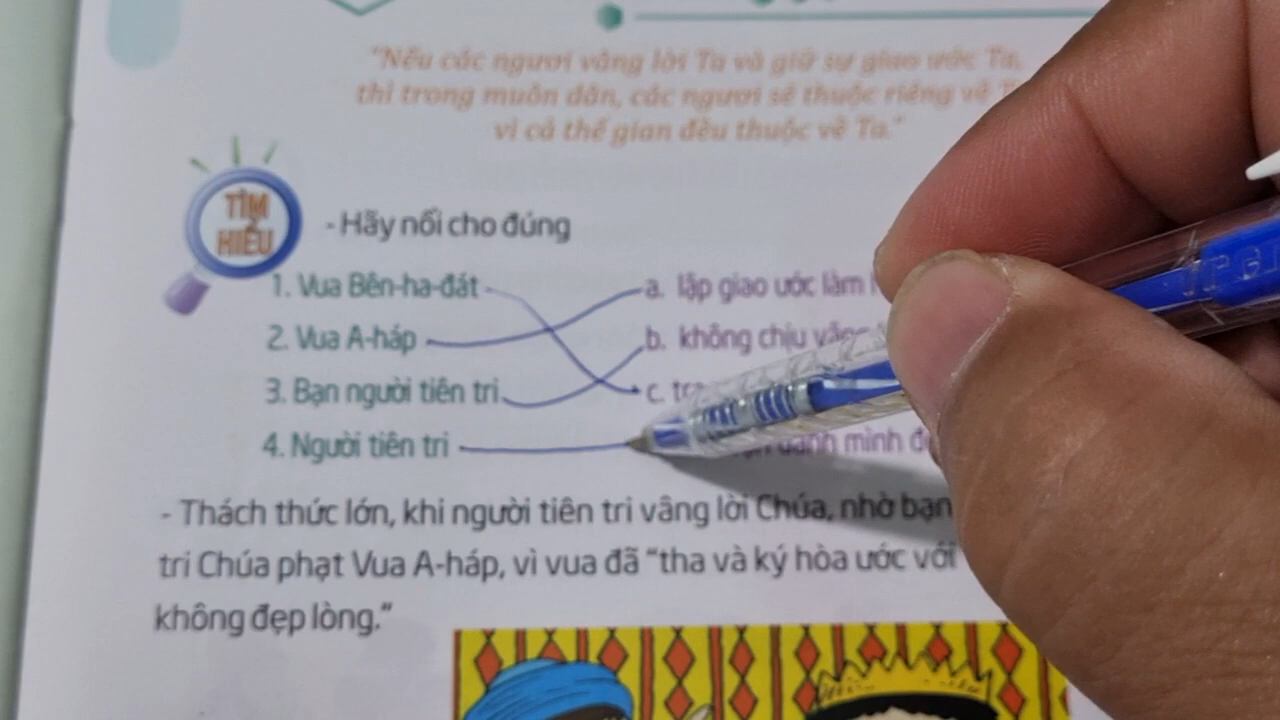 "Nếu các ngươi vâng lời Ta và giữ sự giao ước Ta,
thì trong muôn dân, các ngươi sẽ thuộc riêng về
vì cả thế gian đều thuộc về Ta."
TÌM
HIỂU
- Hãy nối cho đúng
1. Vua Bên-ha-đát
a. lập giao ước làm
2. Vua A-háp
b. không chịu
3. Bạn người tiên tri
c.
4. Người tiên tri
mình
- Thách thức lớn, khi người tiên tri vâng lời Chúa, nhờ bạn
tri Chúa phạt Vua A-háp, vì vua đã "tha và ký hòa ước với
không đẹp lòng."